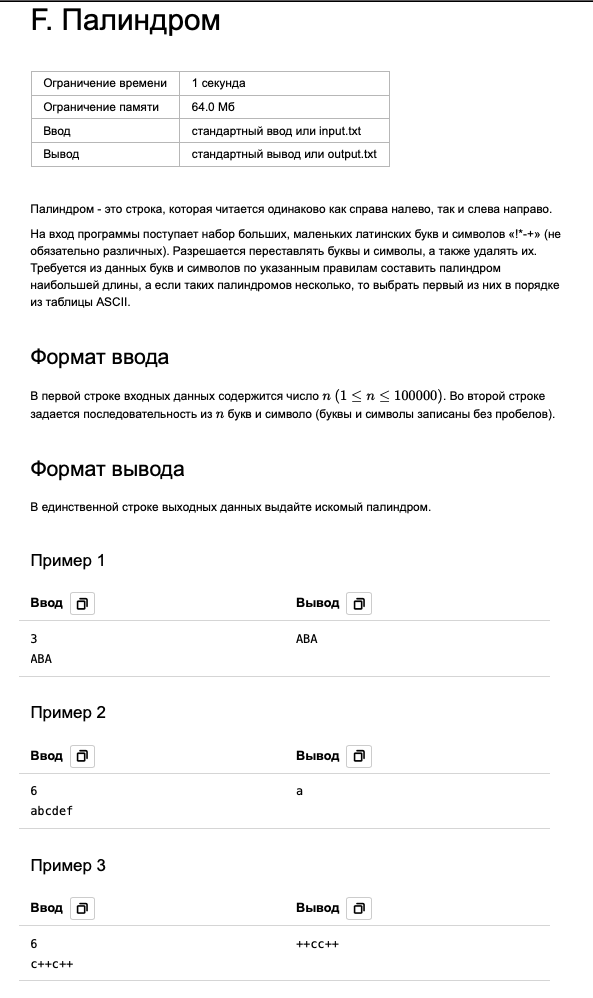 F. Палиндром
Ограничение времени 1 секунда
Ограничение памяти 64.0 Мб
Ввод стандартный ввод или input.txt
Вывод стандартный вывод или output.txt
Палиндром - это строка, которая читается одинаково как справа налево, так и слева направо.
На вход программы поступает набор больших, маленьких латинских букв и символов «!*-+» (не
обязательно различных). Разрешается переставлять буквы и символы, а также удалять их.
Требуется из данных букв и символов по указанным правилам составить палиндром
наибольшей длины, а если таких палиндромов несколько, то выбрать первый из них в порядке
из таблицы ASCII.
Формат ввода
В первой строке входных данных содержится число n (1 ≤ n ≤ 100000). Во второй строке
задается последовательность из n букв и символо (буквы и символы записаны без пробелов).
Формат вывода
В единственной строке выходных данных выдайте искомый палиндром.
Пример 1
Ввод Вывод
3 ABA
ABA
Пример 2
Ввод Вывод
6 a
abcdef
Пример 3
Ввод Вывод
6 ++cc++
c++c++